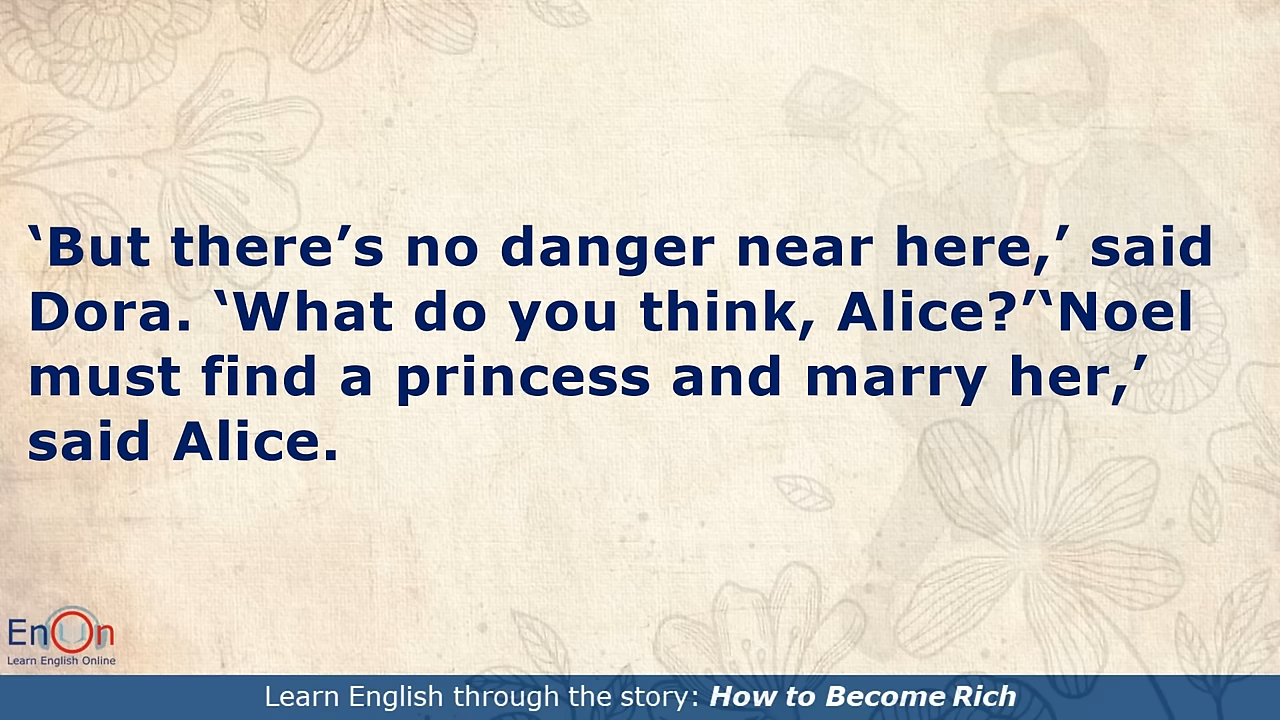 ‘But there’s no danger near here,’ said
Dora. ‘What do you think, Alice?’‘Noel
must find a princess and marry her,’
said Alice.
EnOn
Learn English Online
Learn English through the story: How to Become Rich